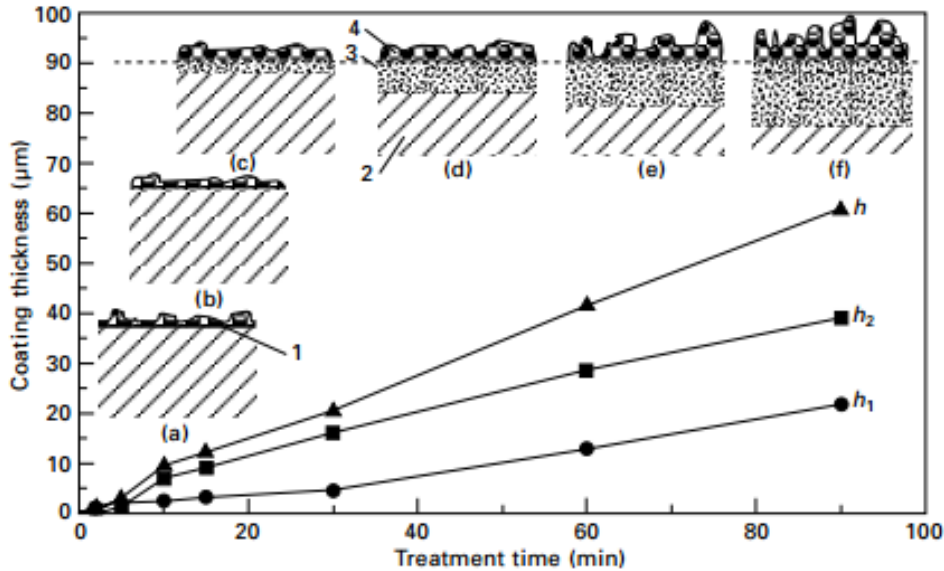 100
90
80
70
60
50
40
30
20
10
0
Coating thickness (μm)
4
3
2
(c)
(d)
(e)
(f)
(b)
1
(a)
h
h₂
h₁
0 20 40 60 80 100
Treatment time (min)